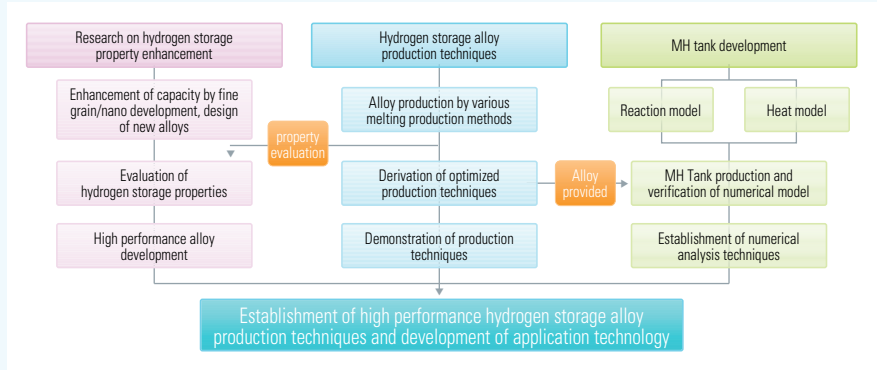 Research on hydrogen storage
property enhancement
Hydrogen storage alloy
production techniques
MH tank development
Enhancement of capacity by fine
grain/nano development, design
of new alloys
Alloy production by various
melting production methods
Reaction model
Heat model
property
evaluation
Evaluation of
hydrogen storage properties
Derivation of optimized
production techniques
Alloy
provided
MH Tank production and
verification of numerical model
High performance alloy
development
Demonstration of production
techniques
Establishment of numerical
analysis techniques
Establishment of high performance hydrogen storage alloy
production techniques and development of application technology